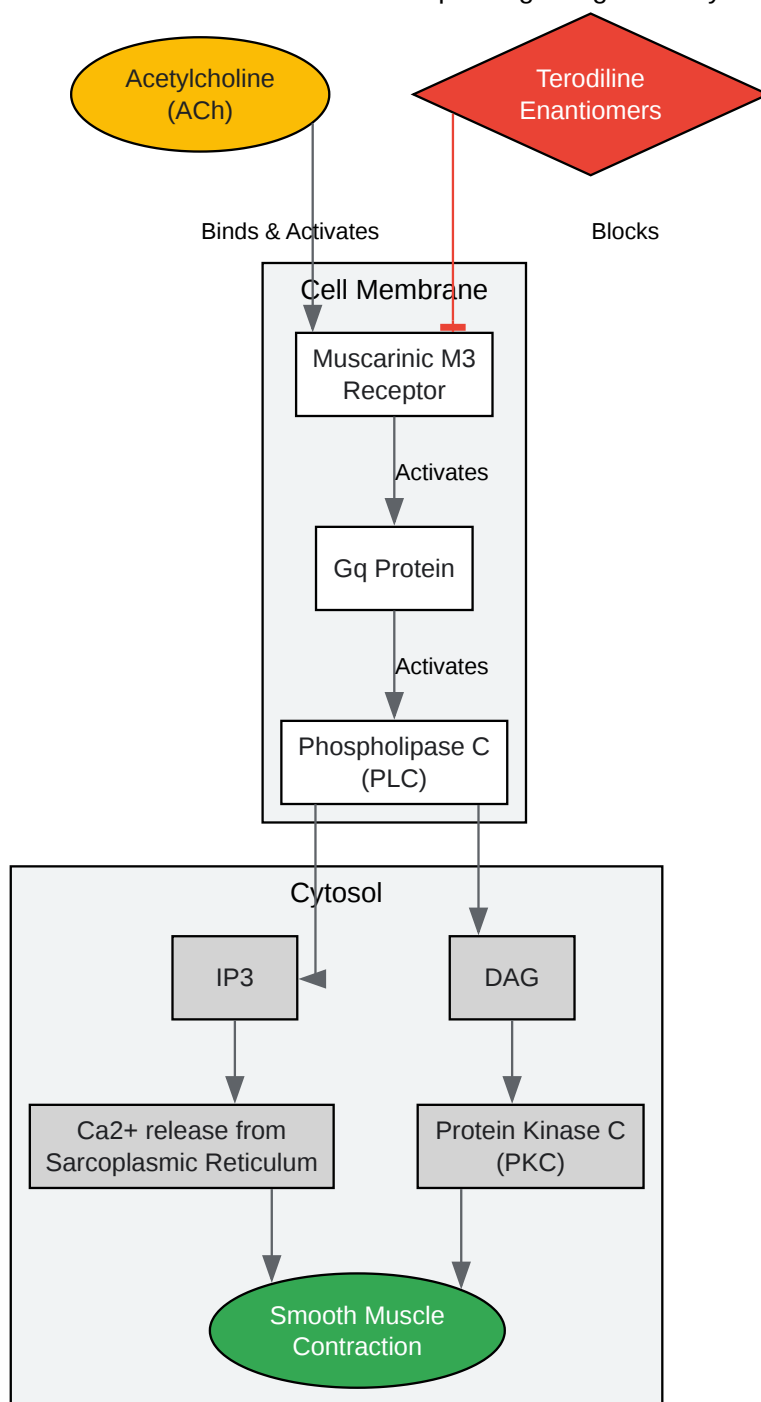 Acetylcholine
(ACh)
Terodiline
Enantiomers
Binds & Activates
Blocks
Cell Membrane
Muscarinic M3
Receptor
Activates
Gq Protein
Activates
Phospholipase C
(PLC)
Cytosol
IP3
DAG
Ca2+ release from
Sarcoplasmic Reticulum
Protein Kinase C
(PKC)
Smooth Muscle
Contraction